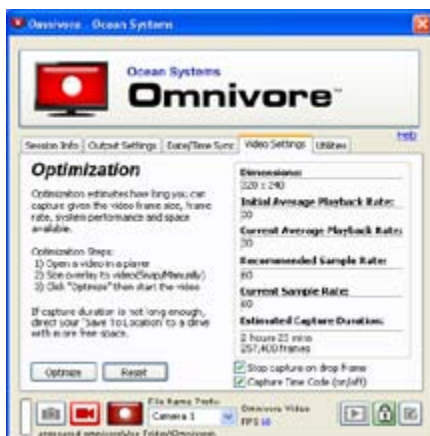 Omnivore - Ocean Systems
Ocean Systems
Omnivore™
Help
Session Info
Output Settings
Date/Time Sync
Video Settings
Utilities
Optimization
Optimization estimates how long you can
capture given the video frame size, frame
rate, system performance and space
available.
Optimization Steps:
1) Open a video in a player
2) Size overlay to video(Snap/Manually)
3) Click "Optimize" then start the video
If capture duration is not long enough,
direct your "Save To Location" to a drive
with more free space.
Optimize
Reset
Dimensions:
320 x 240
Initial Average Playback Rate:
30
Current Average Playback Rate:
30
Recommended Sample Rate:
60
Current Sample Rate:
60
Estimated Capture Duration:
2 hours 23 mins
257,400 frames
Stop capture on drop frame
Capture Time Code (on/off)
File Name Prefix
Camera 1
Omnivore Video
FPS